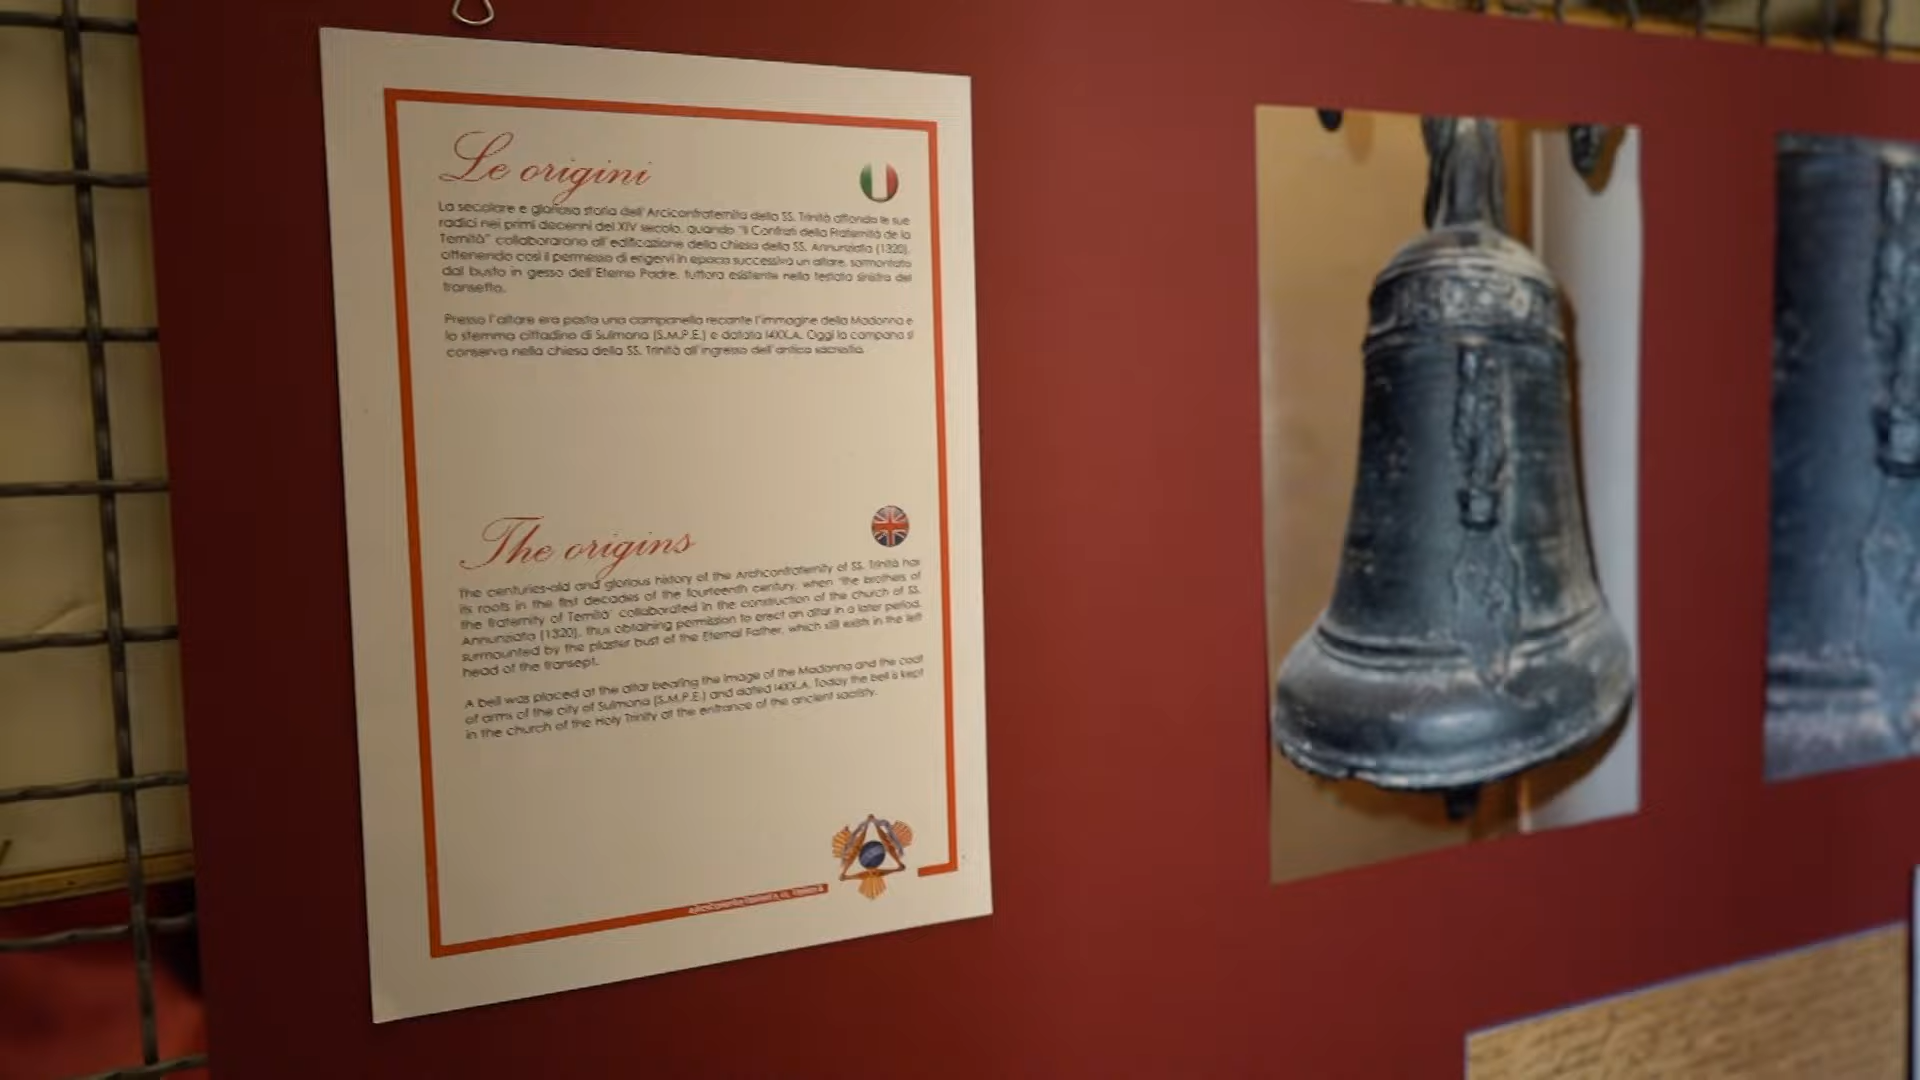 Le origini
La secolare e gloriosa storia dell'Arciconfraternita della SS. Trinità affonda le sue
radici nei primi decenni del XIV secolo, quando "li Confrati della Fraternità de la
Ternità" collaborarono all'edificazione della chiesa della SS. Annunziata (1320),
ottenendo così il permesso di erigervi in epoca successiva un altare, sormontato
dal busto in gesso dell'Eterno Padre, tuttora esistente nella testata sinistra del
transetto.
Presso l'altare era posta una campanella recante l'immagine della Madonna e
lo stemma cittadino di Sulmona (S.M.P.E.) e datata Oggi la campana si
conserva nella chiesa della SS. Trinità all'ingresso dell'antica sacrestia.
The origins
The centuries-old and glorious history of the Archconfraternity of SS. Trinità has
its roots in the first decades of the fourteenth century, when "the brothers of
the fraternity of Ternità" collaborated in the construction of the church of SS.
Annunziata (1320), thus obtaining permission to erect an altar in a later period,
surmounted by the plaster bust of the Eternal Father, which still exists in the left
head of the transept.
A bell was placed at the altar bearing the image of the Madonna and the coat
of arms of the city of Sulmona (S.M.P.E.) and dated Today the bell is kept
in the church of the Holy Trinity at the entrance of the ancient sacristy.